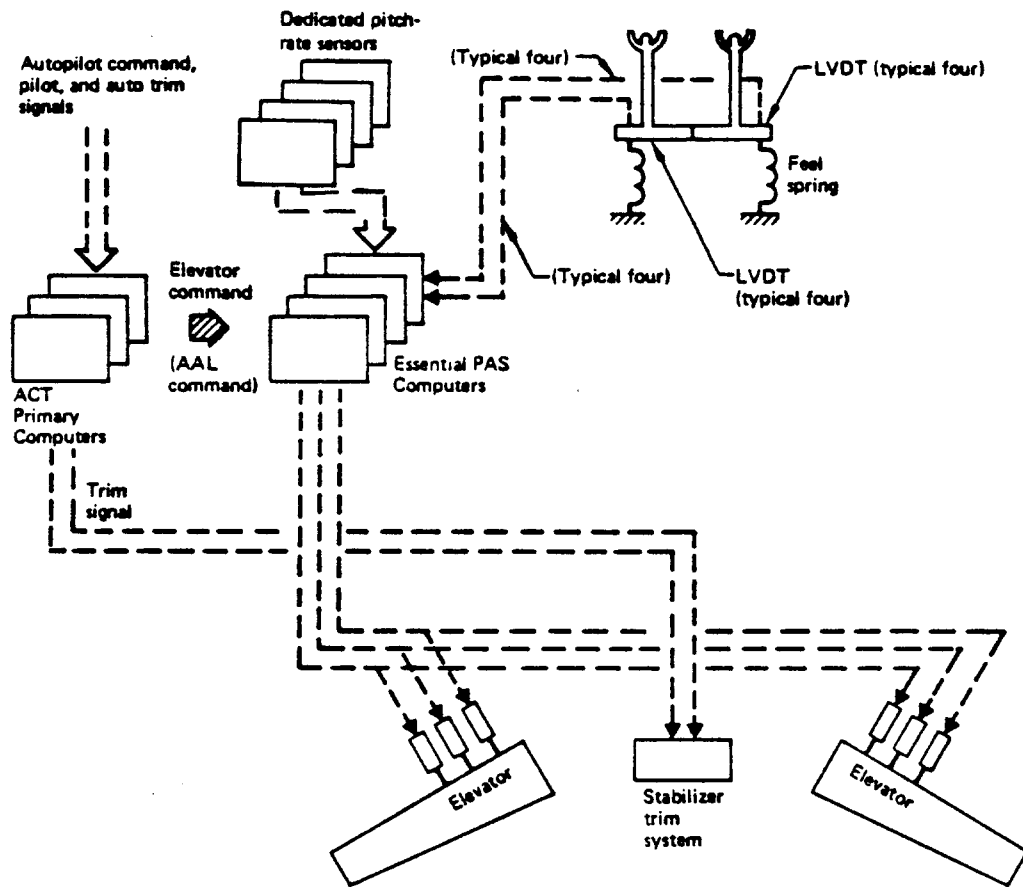 Dedicated pitch-
rate sensors
Autopilot command,
pilot, and auto trim
signals
(Typical four)
LVDT (typical four)
Feel
spring
(Typical four)
LVDT
(typical four)
Elevator
command
(AAL
command)
Essential PAS
Computers
ACT
Primary
Computers
Trim
signal
Elevator
Stabilizer
trim
system
Elevator